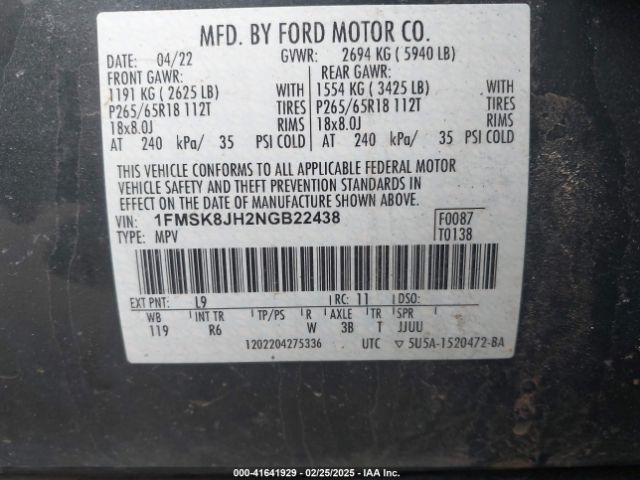 MFD. BY FORD MOTOR CO.
DATE: 04/22 GVWR: 2694 KG ( 5940 LB)
FRONT GAWR: REAR GAWR:
1191 KG ( 2625 LB) WITH 1554 KG ( 3425 LB) WITH
P265/65R18 112T TIRES P265/65R18 112T TIRES
18x8.0J RIMS 18x8.0J RIMS
AT 240 kPa/ 35 PSI COLD AT 240 kPa/ 35 PSI COLD
THIS VEHICLE CONFORMS TO ALL APPLICABLE FEDERAL MOTOR
VEHICLE SAFETY AND THEFT PREVENTION STANDARDS IN
EFFECT ON THE DATE OF MANUFACTURE SHOWN ABOVE.
VIN: 1FMSK8JH2NGB22438 F0087
TYPE: MPV T0138
EXT PNT: L9 RC: 11 DSO:
WB INT TR TP/PS R AXLE TR SPR
119 R6 W 3B T JJUU
1202204275336 UTC ▽ 5U5A-1520472-BA
000-41641929 - 02/25/2025 - IAA Inc.